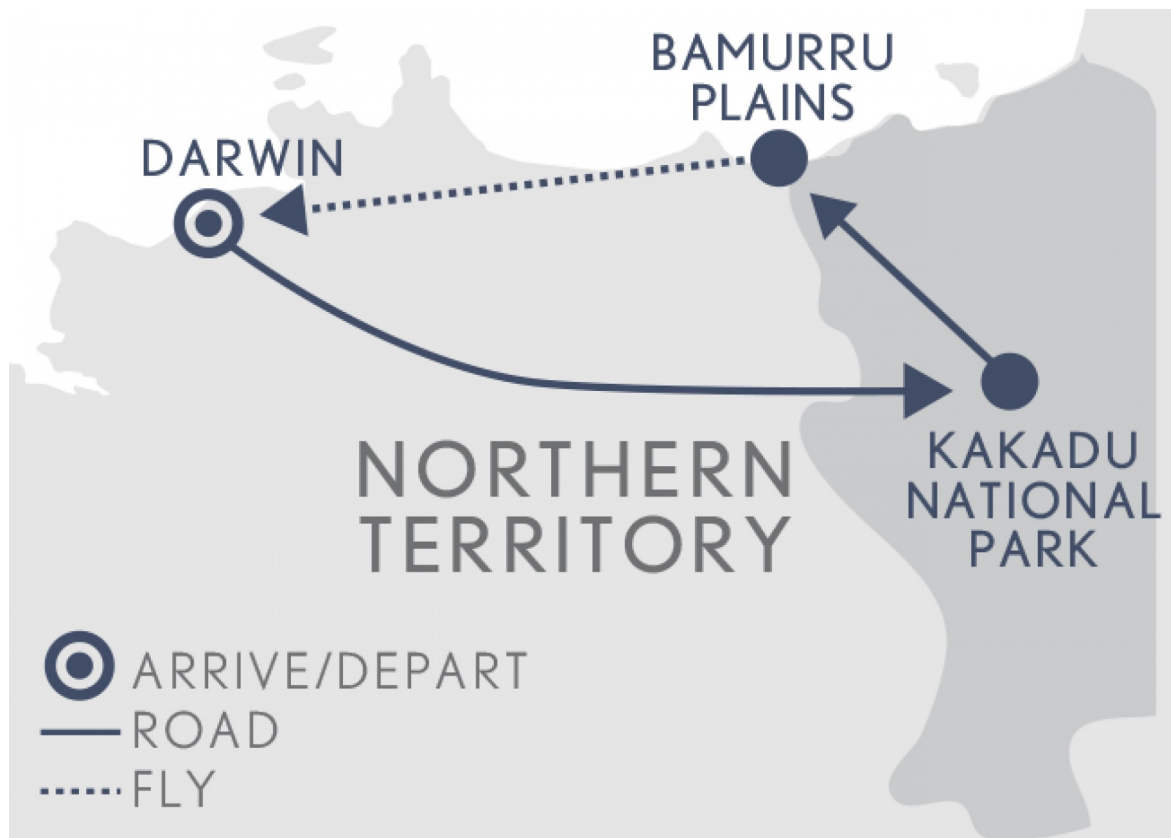 BAMURRU
PLAINS
DARWIN
NORTHERN
TERRITORY
KAKADU
NATIONAL
PARK
ARRIVE/DEPART
ROAD
FLY